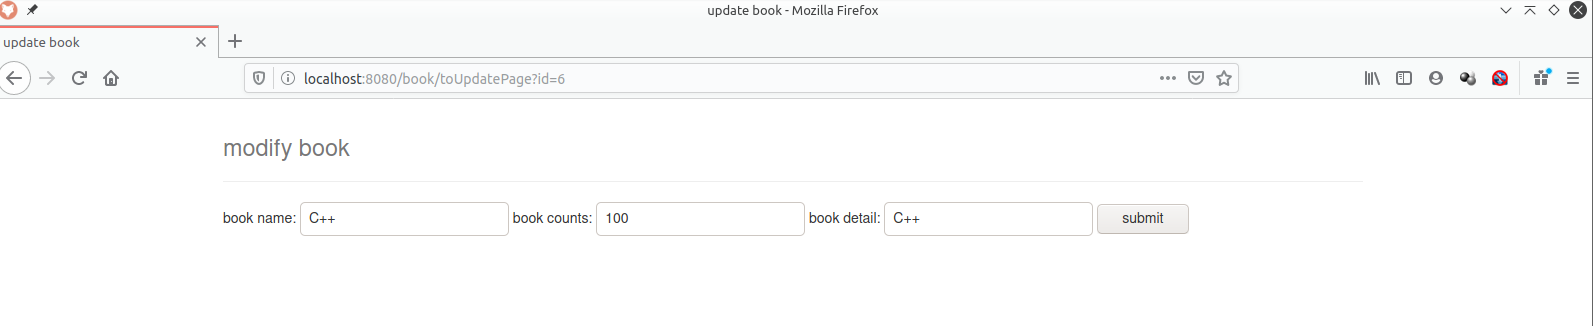 update book - Mozilla Firefox
update book
localhost:8080/book/toUpdatePage?id=6
modify book
book name: C++ book counts: 100 book detail: C++ submit